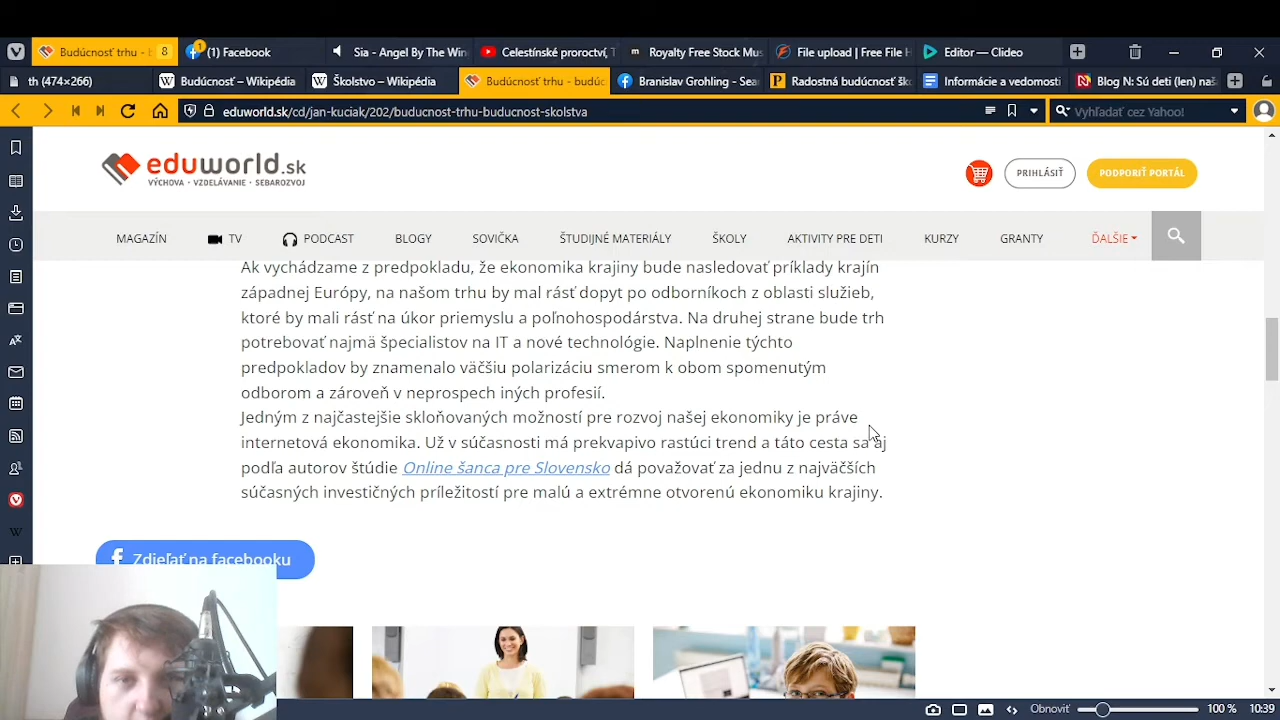 Budúcnosť trhu - b
8
1
(1) Facebook
Sia - Angel By The Win
Celestínské proroctví, T
Royalty Free Stock Mus
File upload | Free File H
Editor — Clideo
th (474×266)
Budúcnosť – Wikipédia
Školstvo – Wikipédia
Budúcnosť trhu - budúc
Branislav Grohling - Sea
Radostná budúcnosť šk
Informácie a vedomosti
Blog N: Sú deti (len) naš
eduworld.sk/cd/jan-kuciak/202/buducnost-trhu-buducnost-skolstva
Vyhľadať cez Yahoo!
eduworld.sk
VÝCHOVA · VZDELÁVANIE · SEBAROZVOJ
PRIHLÁSIŤ
PODPORIŤ PORTÁL
MAGAZÍN
TV
PODCAST
BLOGY
SOVIČKA
ŠTUDIJNÉ MATERIÁLY
ŠKOLY
AKTIVITY PRE DETI
KURZY
GRANTY
ĎALŠIE
Ak vychádzame z predpokladu, že ekonomika krajiny bude nasledovať príklady krajín
západnej Európy, na našom trhu by mal rásť dopyt po odborníkoch z oblasti služieb,
ktoré by mali rásť na úkor priemyslu a poľnohospodárstva. Na druhej strane bude trh
potrebovať najmä špecialistov na IT a nové technológie. Naplnenie týchto
predpokladov by znamenalo väčšiu polarizáciu smerom k obom spomenutým
odborom a zároveň v neprospech iných profesií.
Jedným z najčastejšie skloňovaných možností pre rozvoj našej ekonomiky je práve
internetová ekonomika. Už v súčasnosti má prekvapivo rastúci trend a táto cesta sa aj
podľa autorov štúdie Online šanca pre Slovensko dá považovať za jednu z najväčších
súčasných investičných príležitostí pre malú a extrémne otvorenú ekonomiku krajiny.
Zdieľať na facebooku
Obnoviť
100 %
10:39